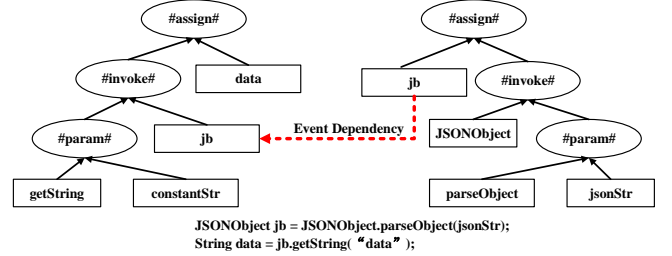 #assign# #assign#
#invoke# data jb #invoke#
#param# jb Event Dependency JSONObject #param#
getString constantStr parseObject jsonStr
JSONObject jb = JSONObject.parseObject(jsonStr);
String data = jb.getString( “data” );